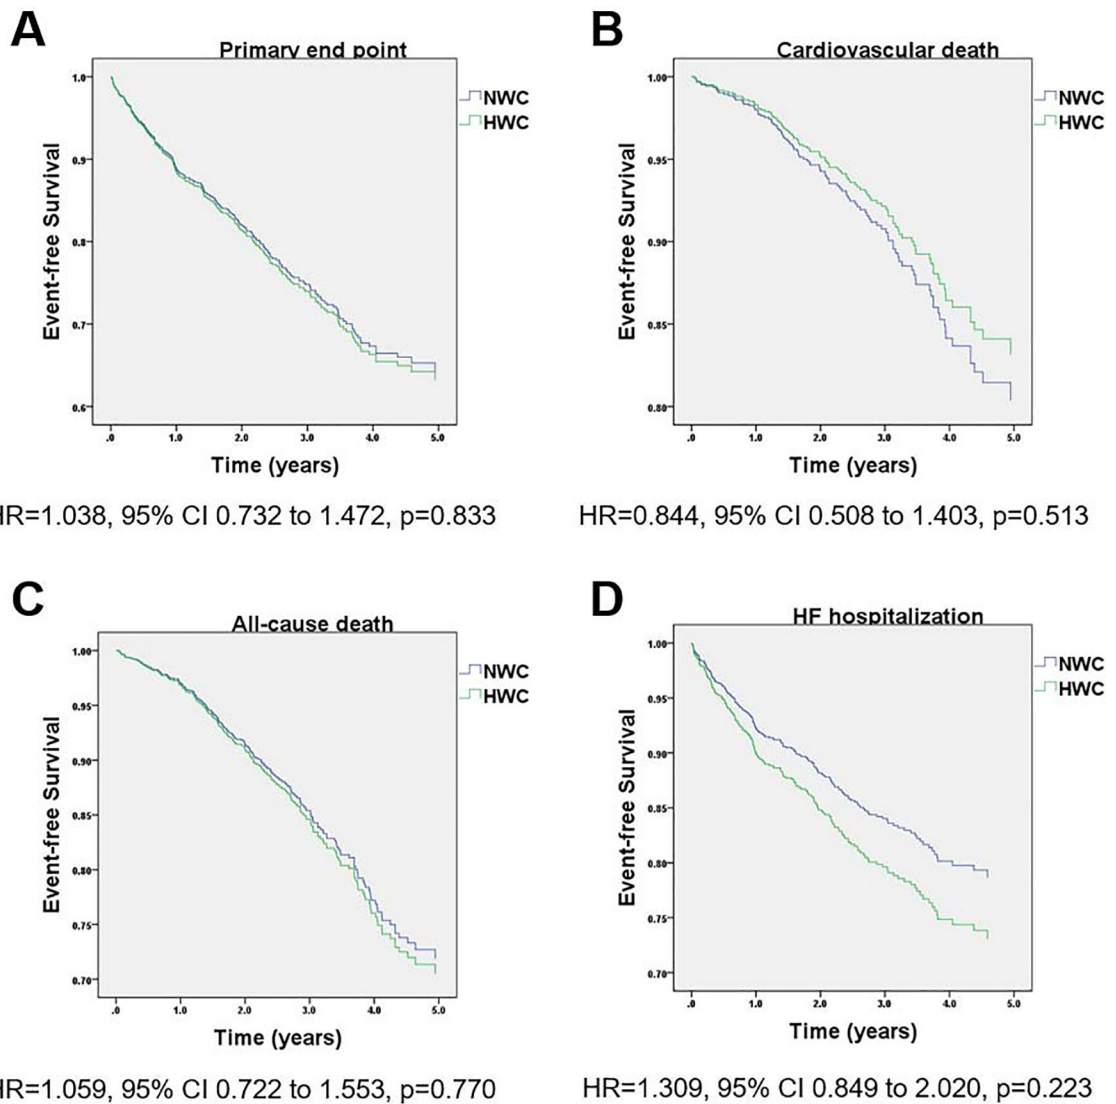 A
Primary end point
NWC
HWC
Event-free Survival
1.0
0.9
0.8
0.7
0.6
.0 1.0 2.0 3.0 4.0 5.0
Time (years)
HR=1.038, 95% CI 0.732 to 1.472, p=0.833
B
Cardiovascular death
NWC
HWC
Event-free Survival
1.00
0.95
0.90
0.85
0.80
.0 1.0 2.0 3.0 4.0 5.0
Time (years)
HR=0.844, 95% CI 0.508 to 1.403, p=0.513
C
All-cause death
NWC
HWC
Event-free Survival
1.00
0.95
0.90
0.85
0.80
0.75
0.70
.0 1.0 2.0 3.0 4.0 5.0
Time (years)
HR=1.059, 95% CI 0.722 to 1.553, p=0.770
D
HF hospitalization
NWC
HWC
Event-free Survival
1.00
0.95
0.90
0.85
0.80
0.75
0.70
.0 1.0 2.0 3.0 4.0 5.0
Time (years)
HR=1.309, 95% CI 0.849 to 2.020, p=0.223